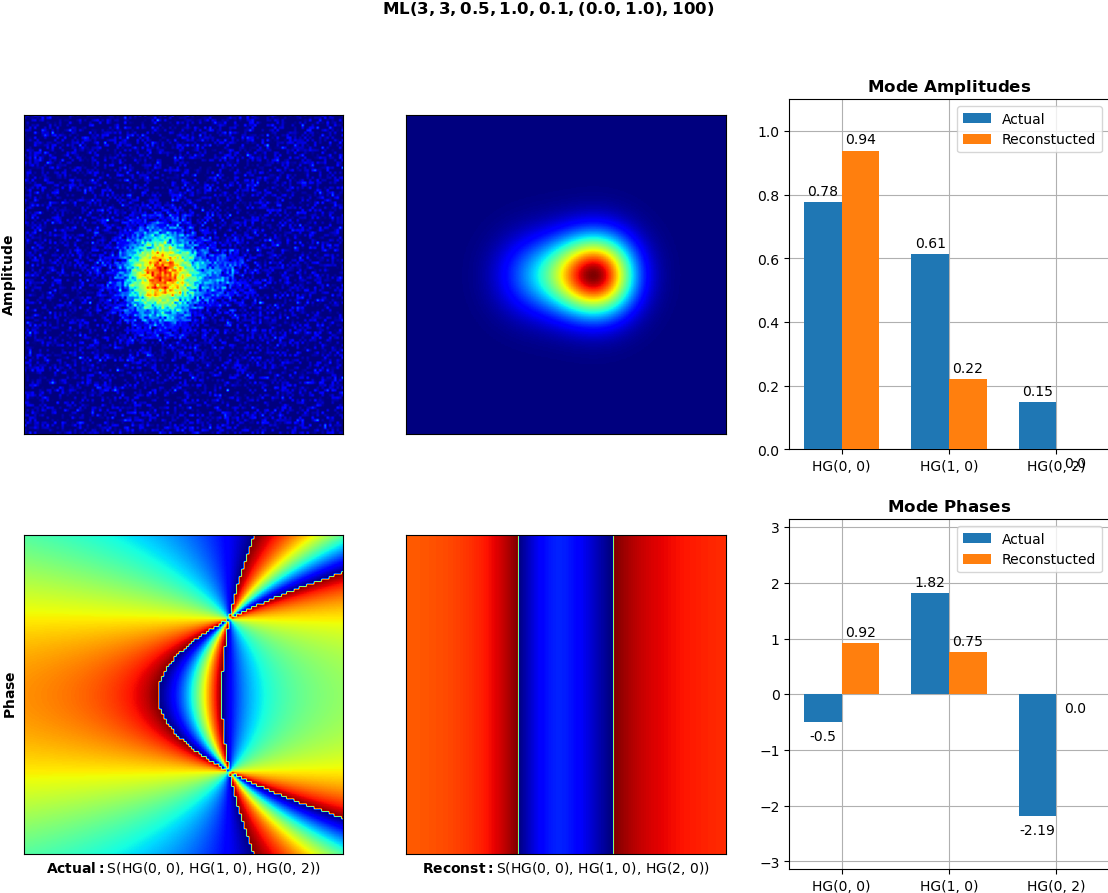 ML(3, 3, 0.5, 1.0, 0.1, (0.0, 1.0), 100)
Amplitude
Mode Amplitudes
Actual
Reconstucted
1.0
0.8
0.6
0.4
0.2
0.0
0.78
0.94
0.61
0.22
0.15
0.0
HG(0, 0)
HG(1, 0)
HG(0, 2)
Phase
Actual: S(HG(0, 0), HG(1, 0), HG(0, 2))
Reconst: S(HG(0, 0), HG(1, 0), HG(2, 0))
Mode Phases
Actual
Reconstucted
3
2
1
0
−1
−2
−3
-0.5
0.92
1.82
0.75
-2.19
0.0
HG(0, 0)
HG(1, 0)
HG(0, 2)